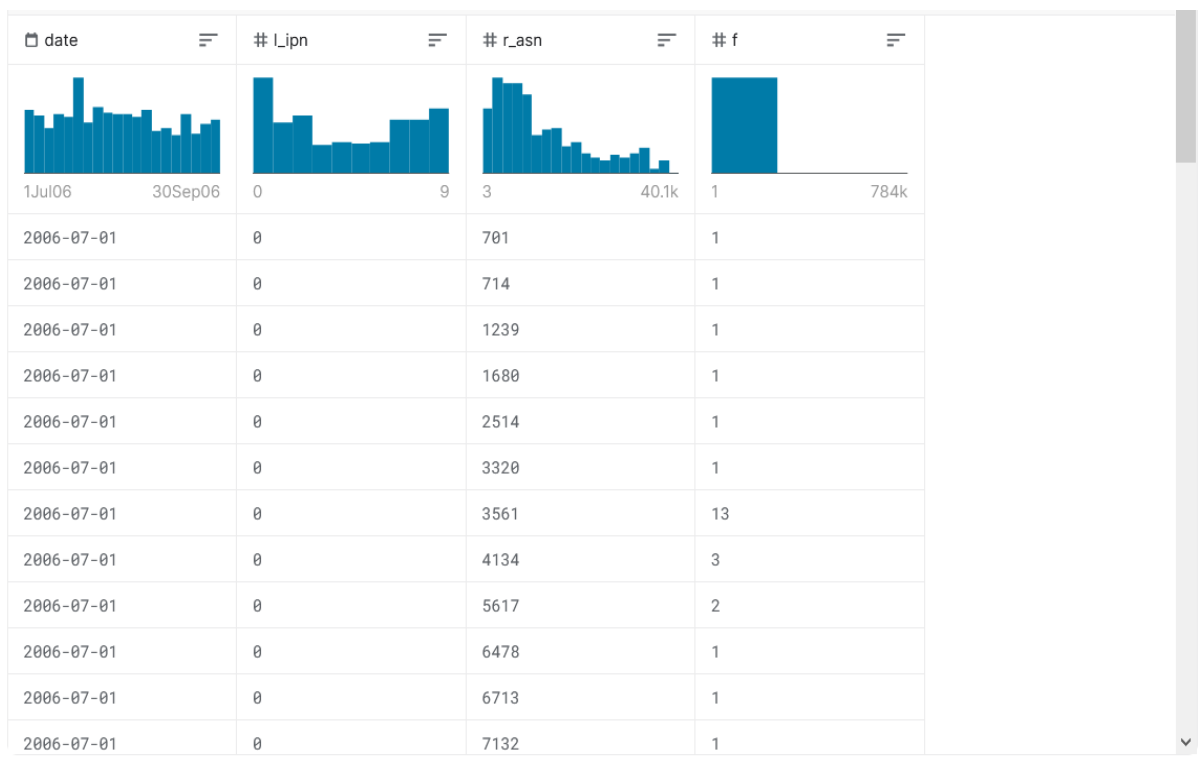 date # l_ipn # r_asn # f
1Jul06 30Sep06 0 9 3 40.1k 1 784k
2006-07-01 0 701 1
2006-07-01 0 714 1
2006-07-01 0 1239 1
2006-07-01 0 1680 1
2006-07-01 0 2514 1
2006-07-01 0 3320 1
2006-07-01 0 3561 13
2006-07-01 0 4134 3
2006-07-01 0 5617 2
2006-07-01 0 6478 1
2006-07-01 0 6713 1
2006-07-01 0 7132 1